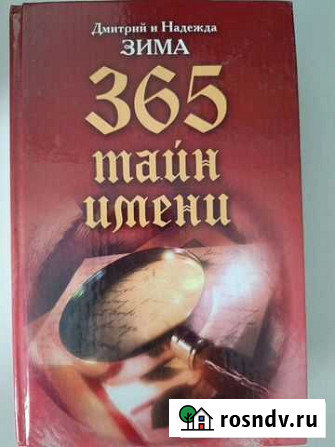 Дмитрий и Надежда
ЗИМА
365
тайн
имени
rosndv.ru